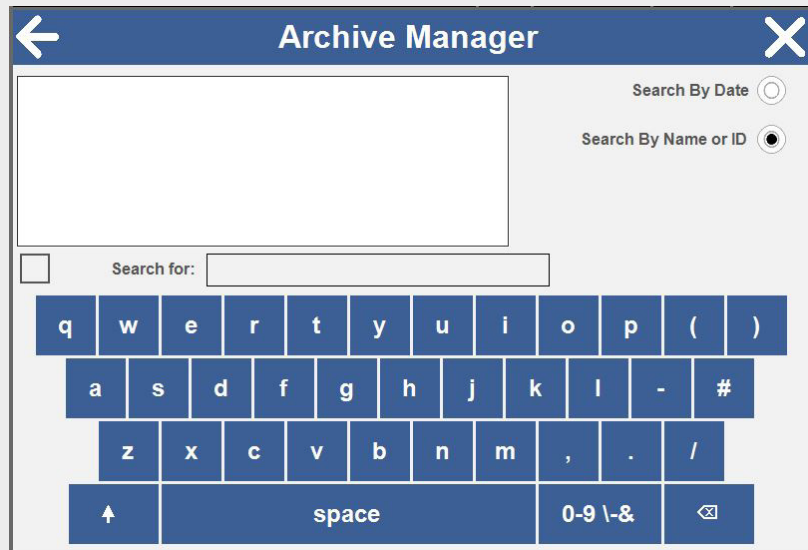 Archive Manager
Search By Date
Search By Name or ID
Search for:
q w e r t y u i o p ( )
a s d f g h j k l - #
z x c v b n m , . /
space 0-9 \-&